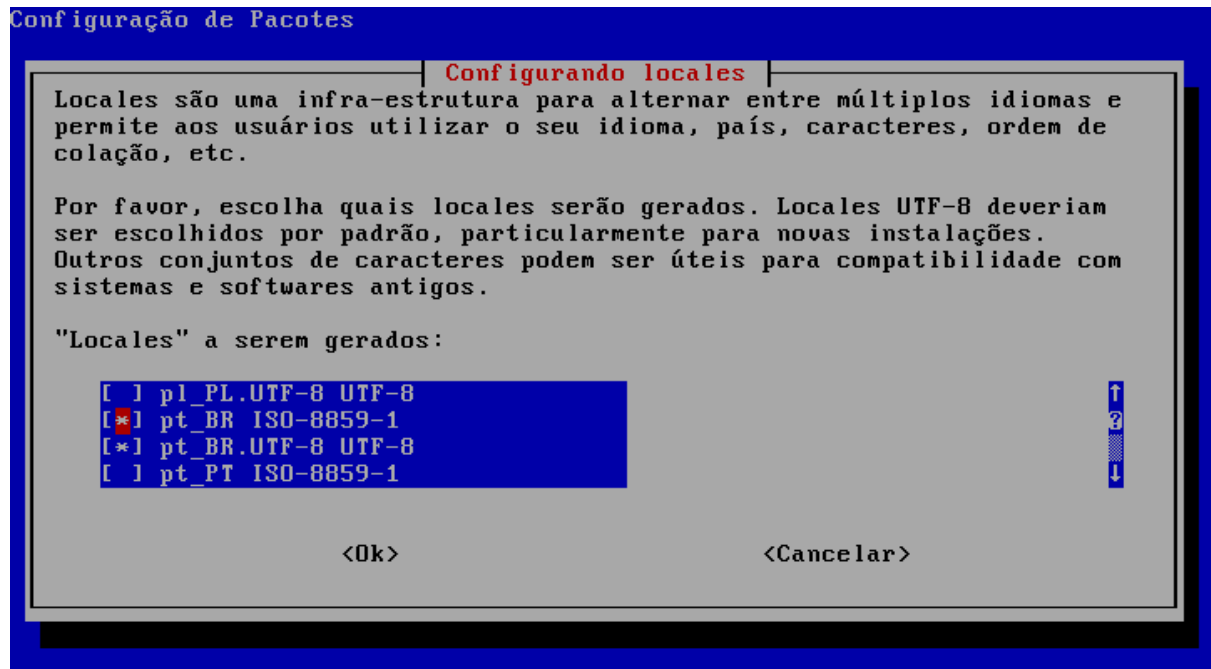 Configuração de Pacotes
Configurando locales
Locales são uma infra-estrutura para alternar entre múltiplos idiomas e
permite aos usuários utilizar o seu idioma, país, caracteres, ordem de
colação, etc.
Por favor, escolha quais locales serão gerados. Locales UTF-8 deveriam
ser escolhidos por padrão, particularmente para novas instalações.
Outros conjuntos de caracteres podem ser úteis para compatibilidade com
sistemas e softwares antigos.
"Locales" a serem gerados:
[ ] pl_PL.UTF-8 UTF-8
[*] pt_BR ISO-8859-1
[*] pt_BR.UTF-8 UTF-8
[ ] pt_PT ISO-8859-1
<Ok> <Cancelar>